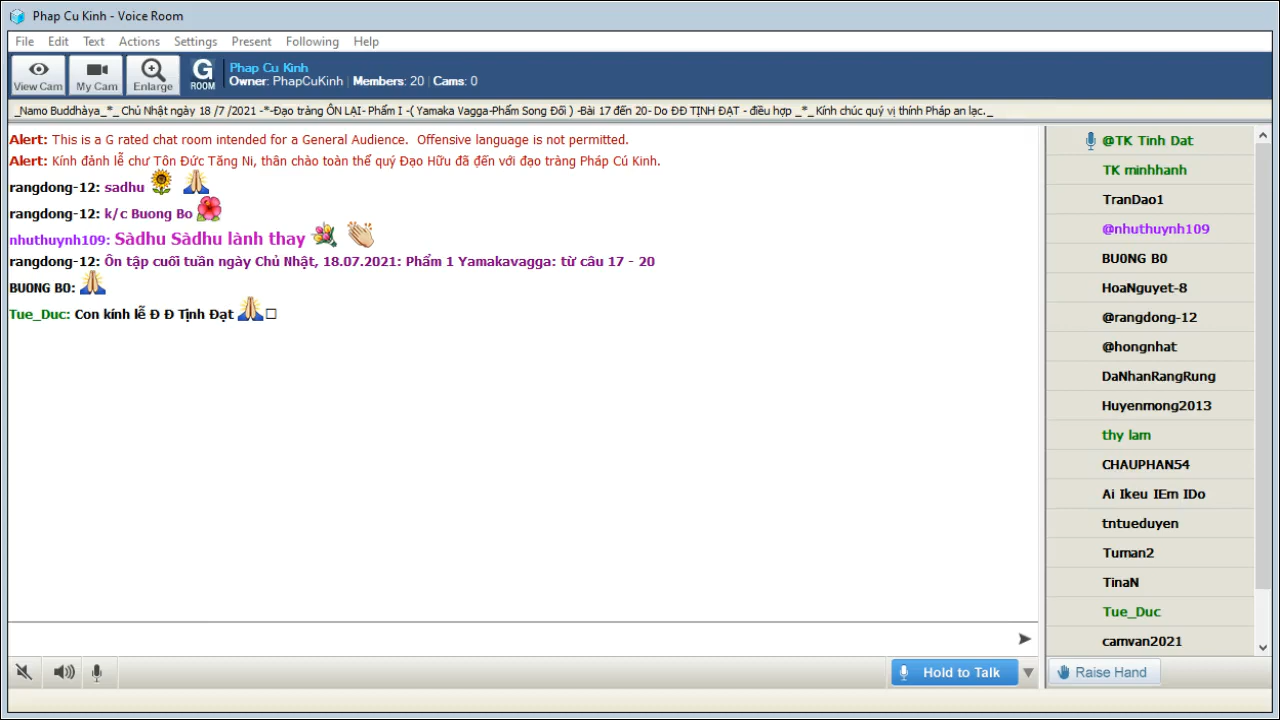 Phap Cu Kinh - Voice Room
File Edit Text Actions Settings Present Following Help
View Cam My Cam Enlarge G ROOM
Phap Cu Kinh
Owner: PhapCuKinh | Members: 20 | Cams: 0
_Namo Buddhàya_*_ Chủ Nhật ngày 18 /7 /2021 -*-Đạo tràng ÔN LẠI- Phẩm I -( Yamaka Vagga-Phẩm Song Đối ) -Bài 17 đến 20- Do ĐĐ TỊNH ĐẠT - điều hợp _*_ Kính chúc quý vị thính Pháp an lạc._
Alert: This is a G rated chat room intended for a General Audience. Offensive language is not permitted.
Alert: Kính đảnh lễ chư Tôn Đức Tăng Ni, thân chào toàn thể quý Đạo Hữu đã đến với đạo tràng Pháp Cú Kinh.
rangdong-12: sadhu
rangdong-12: k/c Buong Bo
nhuthuynh109: Sàdhu Sàdhu lành thay
rangdong-12: Ôn tập cuối tuần ngày Chủ Nhật, 18.07.2021: Phẩm 1 Yamakavagga: từ câu 17 - 20
BU0NG B0:
Tue_Duc: Con kính lễ Đ Đ Tịnh Đạt
@TK Tinh Dat
TK minhhanh
TranDao1
@nhuthuynh109
BU0NG B0
HoaNguyet-8
@rangdong-12
@hongnhat
DaNhanRangRung
Huyenmong2013
thy lam
CHAUPHAN54
Ai Ikeu IEm IDo
tntueduyen
Tuman2
TinaN
Tue_Duc
camvan2021
Hold to Talk
Raise Hand